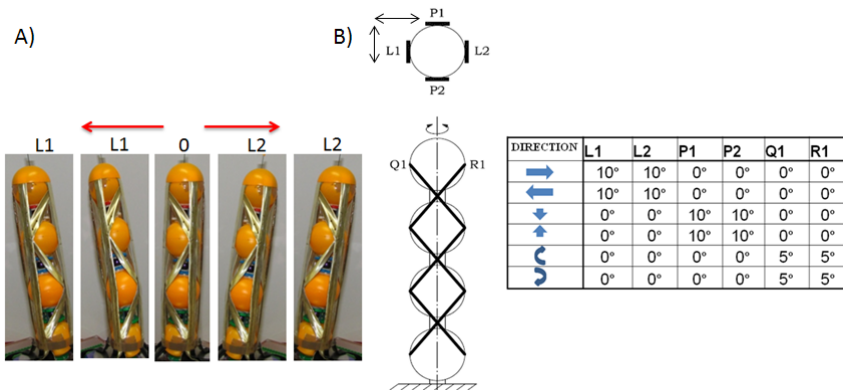 A)
L1 L1 0 L2 L2
B)
P1
L1 L2
P2
Q1 R1
DIRECTION L1 L2 P1 P2 Q1 R1
10° 10° 0° 0° 0° 0°
10° 10° 0° 0° 0° 0°
0° 0° 10° 10° 0° 0°
0° 0° 10° 10° 0° 0°
0° 0° 0° 0° 5° 5°
0° 0° 0° 0° 5° 5°